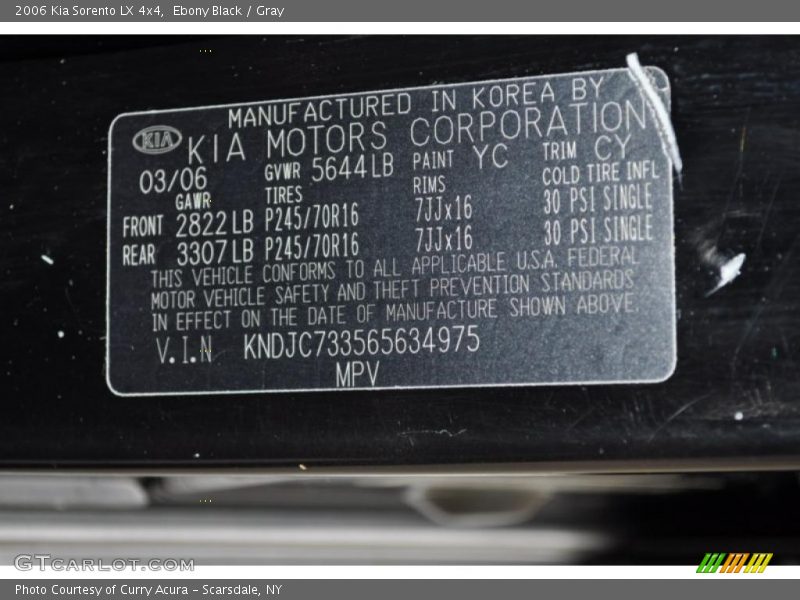 2006 Kia Sorento LX 4x4,  Ebony Black / Gray
MANUFACTURED IN KOREA BY
KIA KIA MOTORS CORPORATION
03/06 GVWR 5644LB PAINT YC TRIM CY
GAWR TIRES RIMS COLD TIRE INFL
FRONT 2822LB P245/70R16 7JJx16 30 PSI SINGLE
REAR 3307LB P245/70R16 7JJx16 30 PSI SINGLE
THIS VEHICLE CONFORMS TO ALL APPLICABLE U.S.A. FEDERAL
MOTOR VEHICLE SAFETY AND THEFT PREVENTION STANDARDS
IN EFFECT ON THE DATE OF MANUFACTURE SHOWN ABOVE.
V.I.N KNDJC733565634975
MPV
GTCARLOT.COM
Photo Courtesy of Curry Acura - Scarsdale, NY